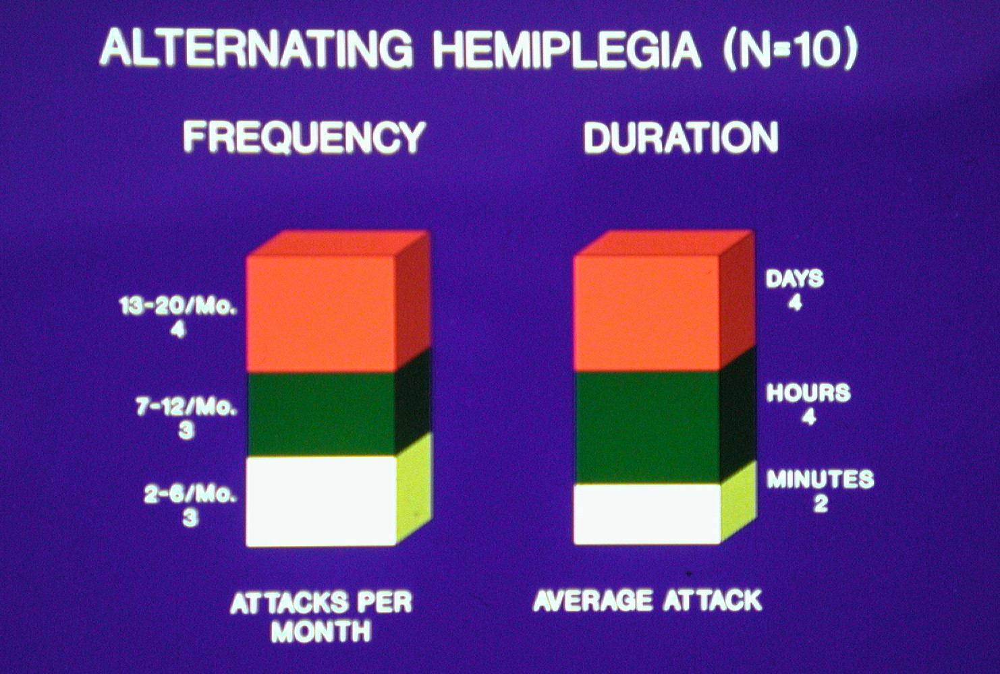 ALTERNATING HEMIPLEGIA (N=10)
FREQUENCY
13-20/Mo.
4
7-12/Mo.
3
2-6/Mo.
3
ATTACKS PER
MONTH
DURATION
DAYS
4
HOURS
4
MINUTES
2
AVERAGE ATTACK